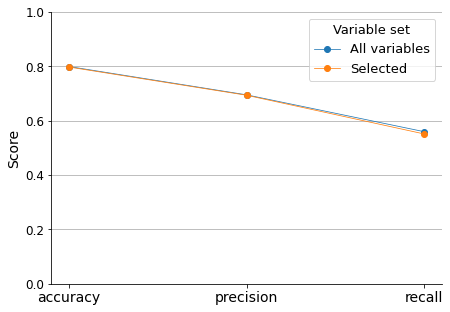 Variable set
All variables
Selected
Score
1.0
0.8
0.6
0.4
0.2
0.0
accuracy
precision
recall